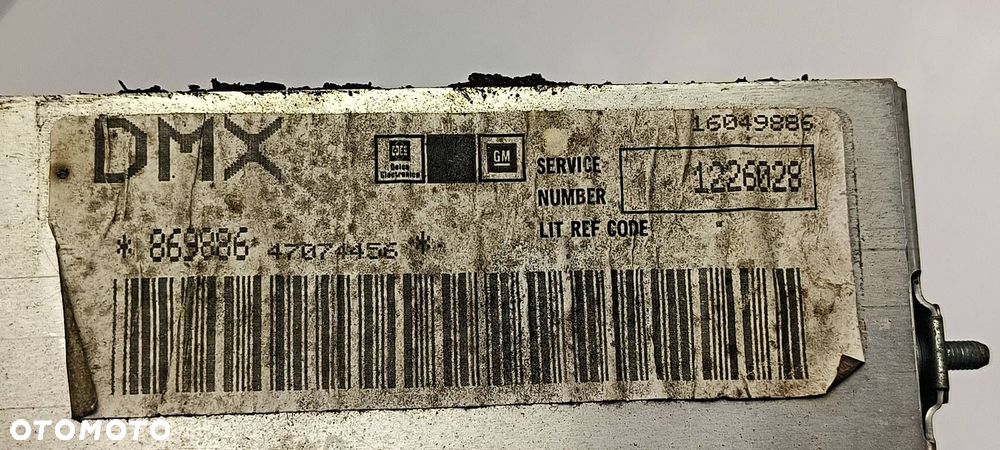 DMX
16049886
Delco
Electronics
GM
SERVICE
NUMBER
1226028
LIT REF CODE
* 869886 47074456 *
OTOMOTO